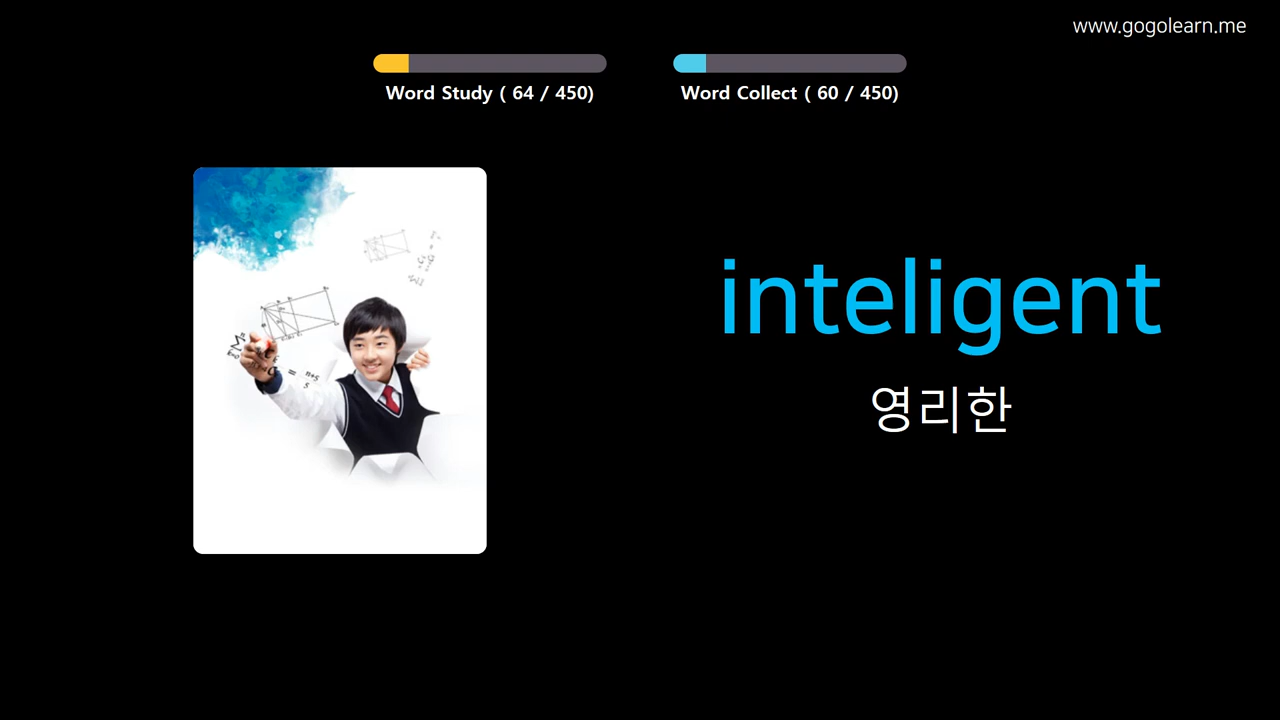 www.gogolearn.me
Word Study ( 64 / 450)
Word Collect ( 60 / 450)
inteligent
영리한